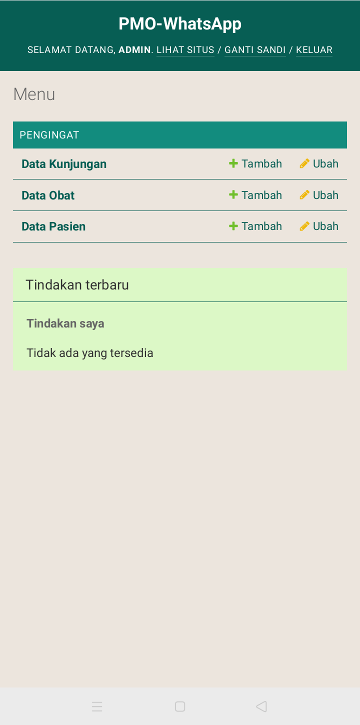 PMO-WhatsApp
SELAMAT DATANG, ADMIN. LIHAT SITUS / GANTI SANDI / KELUAR
Menu
PENGINGAT
Data Kunjungan Tambah Ubah
Data Obat Tambah Ubah
Data Pasien Tambah Ubah
Tindakan terbaru
Tindakan saya
Tidak ada yang tersedia